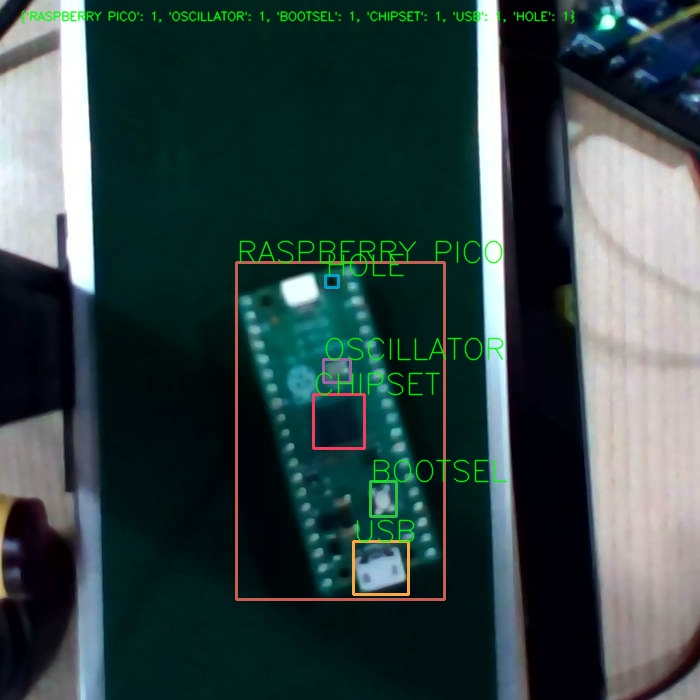 {'RASPBERRY PICO': 1, 'OSCILLATOR': 1, 'BOOTSEL': 1, 'CHIPSET': 1, 'USB': 1, 'HOLE': 1}
RASPBERRY PICO
HOLE
OSCILLATOR
CHIPSET
BOOTSEL
USB